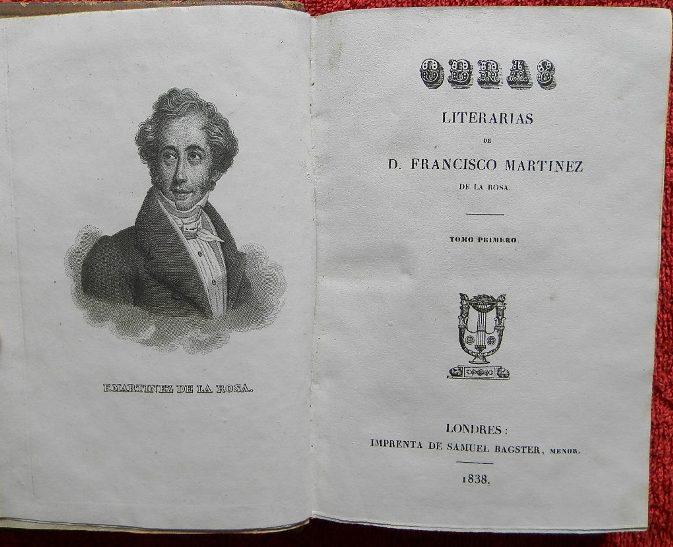 F. MARTINEZ DE LA ROSA.
OBRAS
LITERARIAS
DE
D. FRANCISCO MARTINEZ
DE LA ROSA.
TOMO PRIMERO
LONDRES:
IMPRENTA DE SAMUEL BAGSTER, MENOR.
1838.